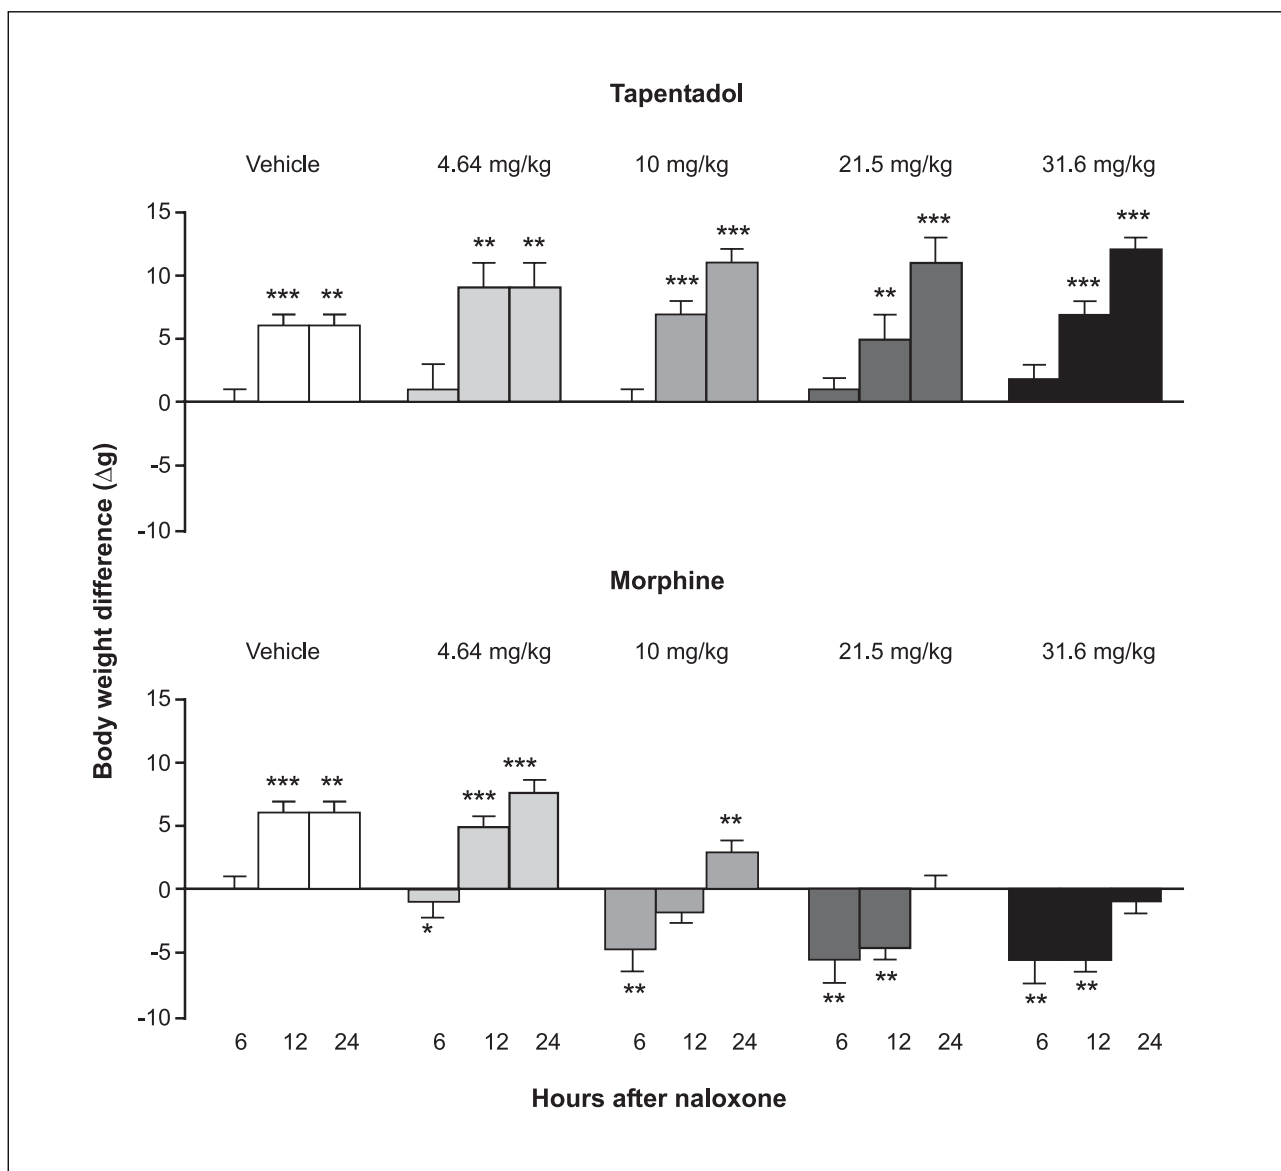 Tapentadol
Vehicle 4.64 mg/kg 10 mg/kg 21.5 mg/kg 31.6 mg/kg
15
*** *** ***
** ** ***
10
*** ** ***
*** **
5
0
-5
-10
Body weight difference (Δg)
Morphine
Vehicle 4.64 mg/kg 10 mg/kg 21.5 mg/kg 31.6 mg/kg
15
10
***
*** ** ***
**
5
0
*
-5
** ** ** ** **
-10
6 12 24 6 12 24 6 12 24 6 12 24 6 12 24
Hours after naloxone